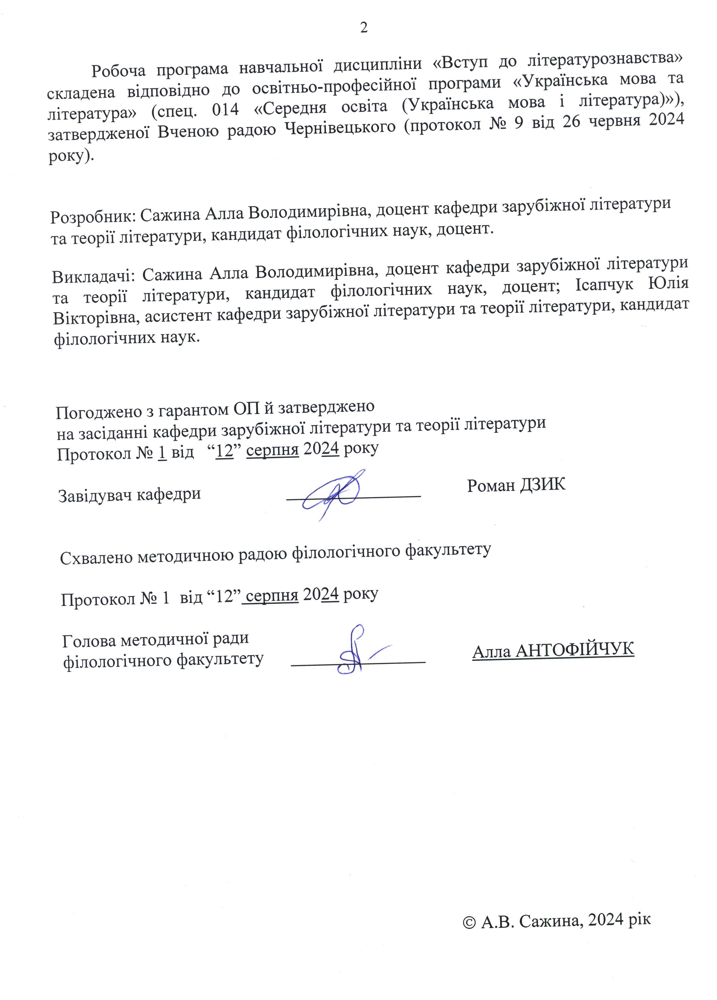 2
Робоча програма навчальної дисципліни «Вступ до літературознавства»
складена відповідно до освітньо-професійної програми «Українська мова та
література» (спец. 014 «Середня освіта (Українська мова і література)»),
затвердженої Вченою радою Чернівецького (протокол № 9 від 26 червня 2024
року).
Розробник: Сажина Алла Володимирівна, доцент кафедри зарубіжної літератури
та теорії літератури, кандидат філологічних наук, доцент.
Викладачі: Сажина Алла Володимирівна, доцент кафедри зарубіжної літератури
та теорії літератури, кандидат філологічних наук, доцент; Ісапчук Юлія
Вікторівна, асистент кафедри зарубіжної літератури та теорії літератури, кандидат
філологічних наук.
Погоджено з гарантом ОП й затверджено
на засіданні кафедри зарубіжної літератури та теорії літератури
Протокол № 1 від “12” серпня 2024 року
Завідувач кафедри Роман ДЗИК
Схвалено методичною радою філологічного факультету
Протокол № 1 від “12” серпня 2024 року
Голова методичної ради
філологічного факультету Алла АНТОФІЙЧУК
© А.В. Сажина, 2024 рік